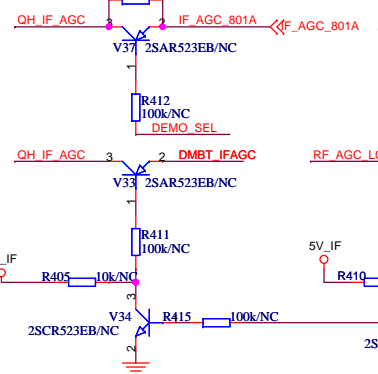 QH_IF_AGC 3 2 IF_AGC_801A IF_AGC_801A
V37 2SAR523EB/NC
1
R412
100k/NC
DEMO_SEL
QH_IF_AGC 3 2 DMBT_IFAGC RF_AGC_L
V33 2SAR523EB/NC
1
R411
100k/NC
5V_IF
_IF
R405 10k/NC R410
3
V34 R415 100k/NC
2SCR523EB/NC
2
2S